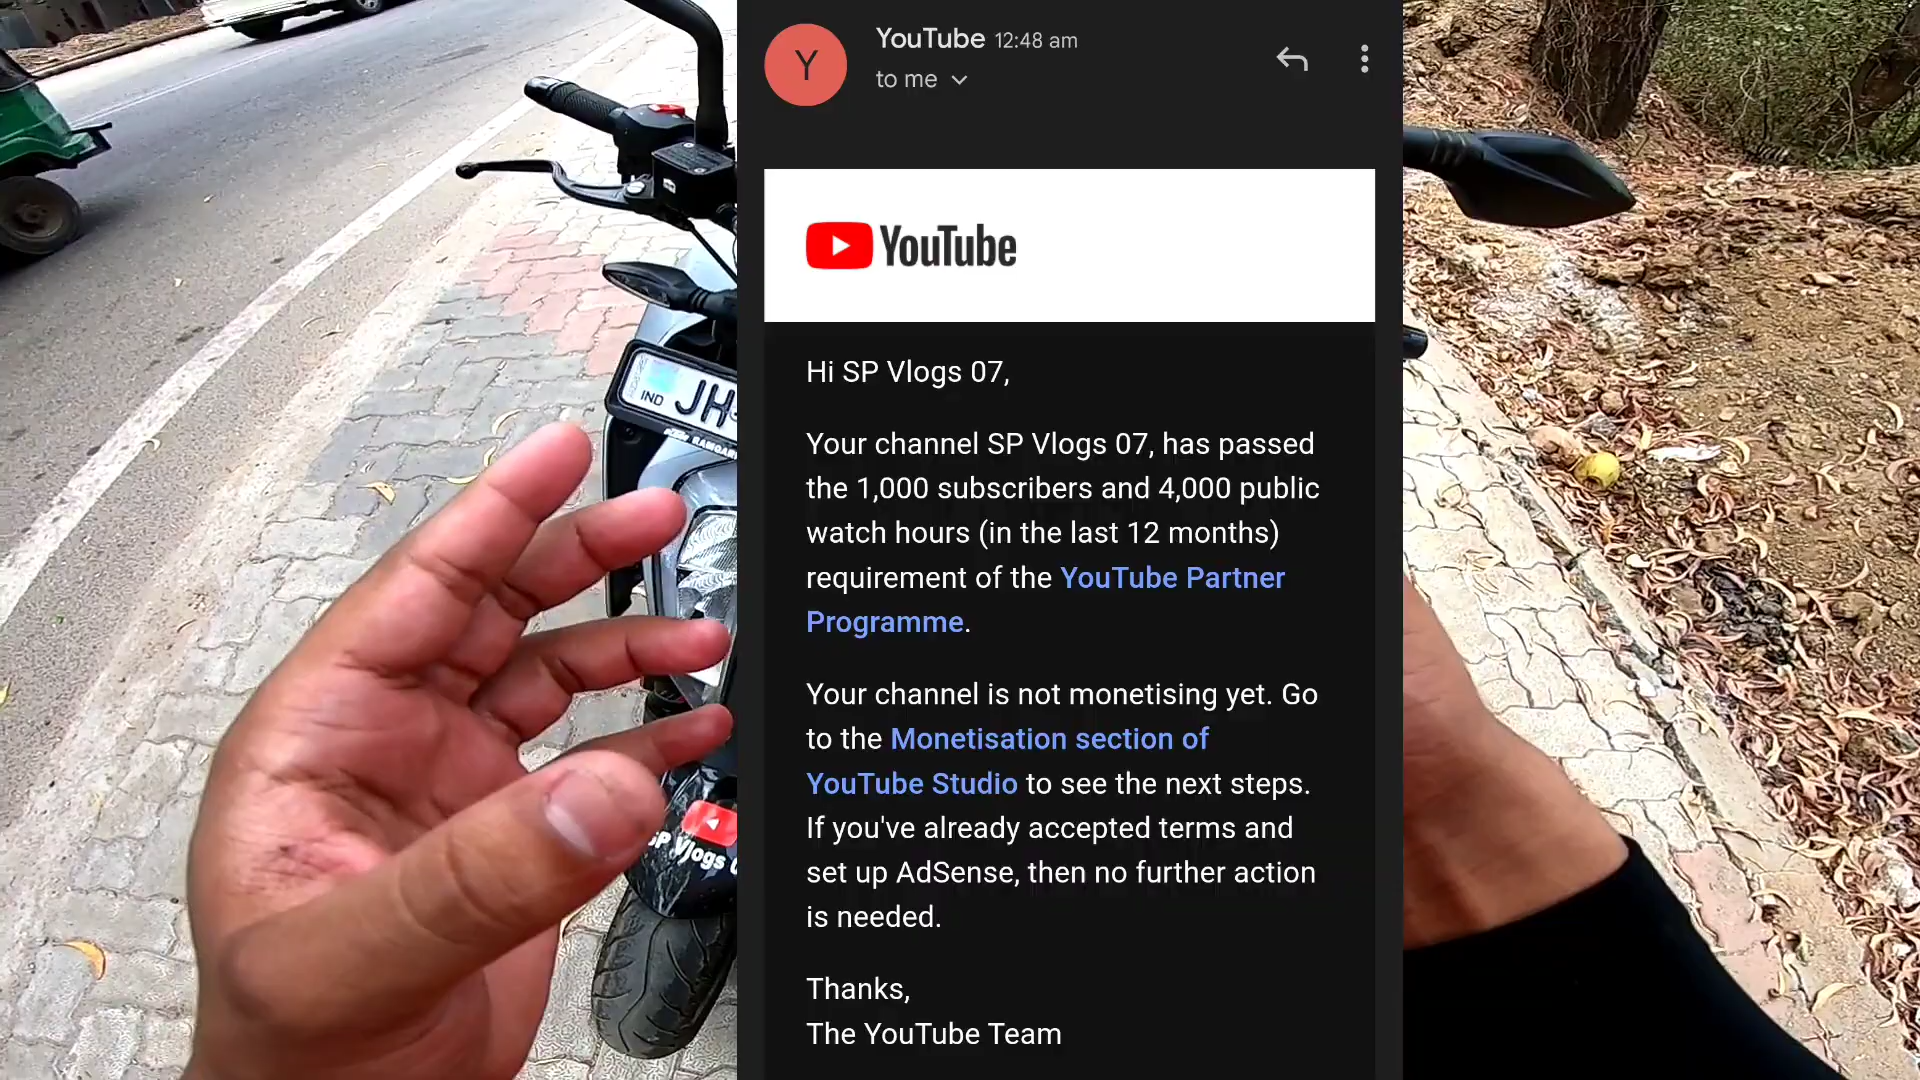 Y
YouTube 12:48 am
to me
YouTube
Hi SP Vlogs 07,
Your channel SP Vlogs 07, has passed
the 1,000 subscribers and 4,000 public
watch hours (in the last 12 months)
requirement of the YouTube Partner
Programme.
Your channel is not monetising yet. Go
to the Monetisation section of
YouTube Studio to see the next steps.
If you've already accepted terms and
set up AdSense, then no further action
is needed.
Thanks,
The YouTube Team
IND
JH
SP Vlogs